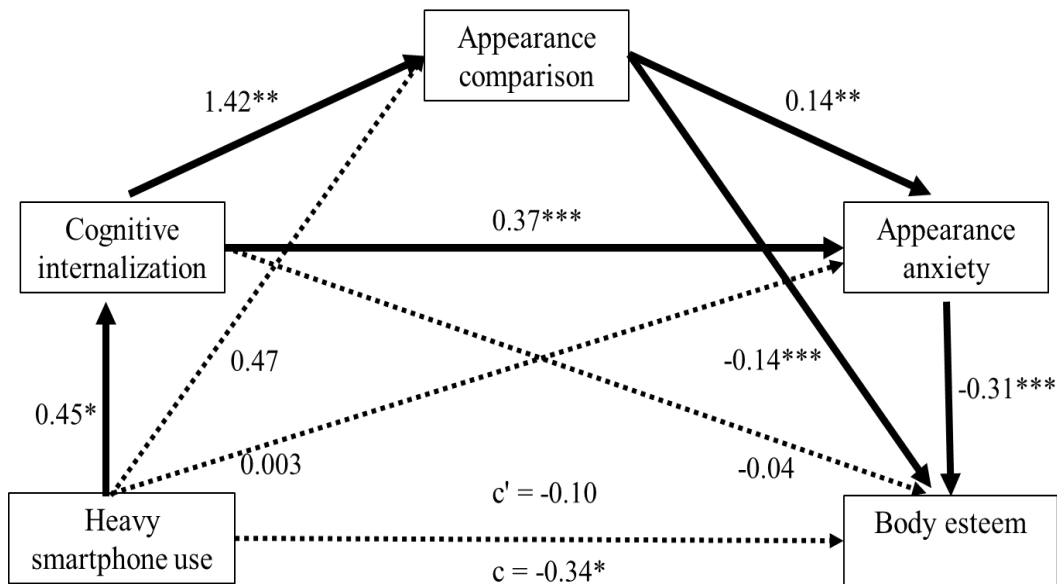 Appearance
comparison
1.42**
0.14**
Cognitive
internalization
0.37***
Appearance
anxiety
0.47
-0.14***
-0.31***
0.45*
0.003
-0.04
Heavy
smartphone use
c' = -0.10
c = -0.34*
Body esteem